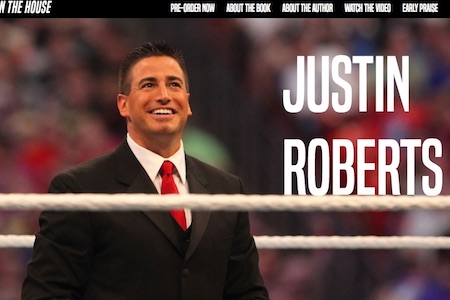 N THE HOUSE
PRE-ORDER NOW ABOUT THE BOOK ABOUT THE AUTHOR WATCH THE VIDEO EARLY PRAISE
JUSTIN
ROBERTS